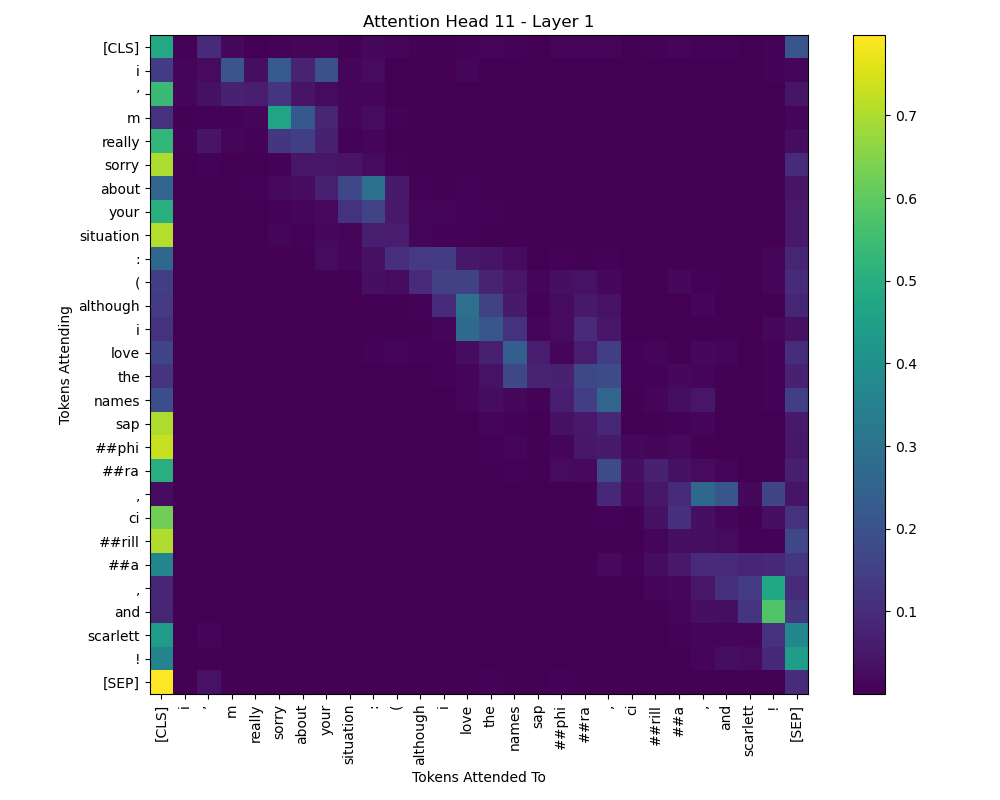 Attention Head 11 - Layer 1
[CLS]
i
’
m
really
sorry
about
your
situation
:
(
although
i
love
the
names
sap
##phi
##ra
,
ci
##rill
##a
,
and
scarlett
!
[SEP]
Tokens Attending
[CLS]
i
’
m
really
sorry
about
your
situation
:
(
although
i
love
the
names
sap
##phi
##ra
,
ci
##rill
##a
,
and
scarlett
!
[SEP]
Tokens Attended To
0.7
0.6
0.5
0.4
0.3
0.2
0.1